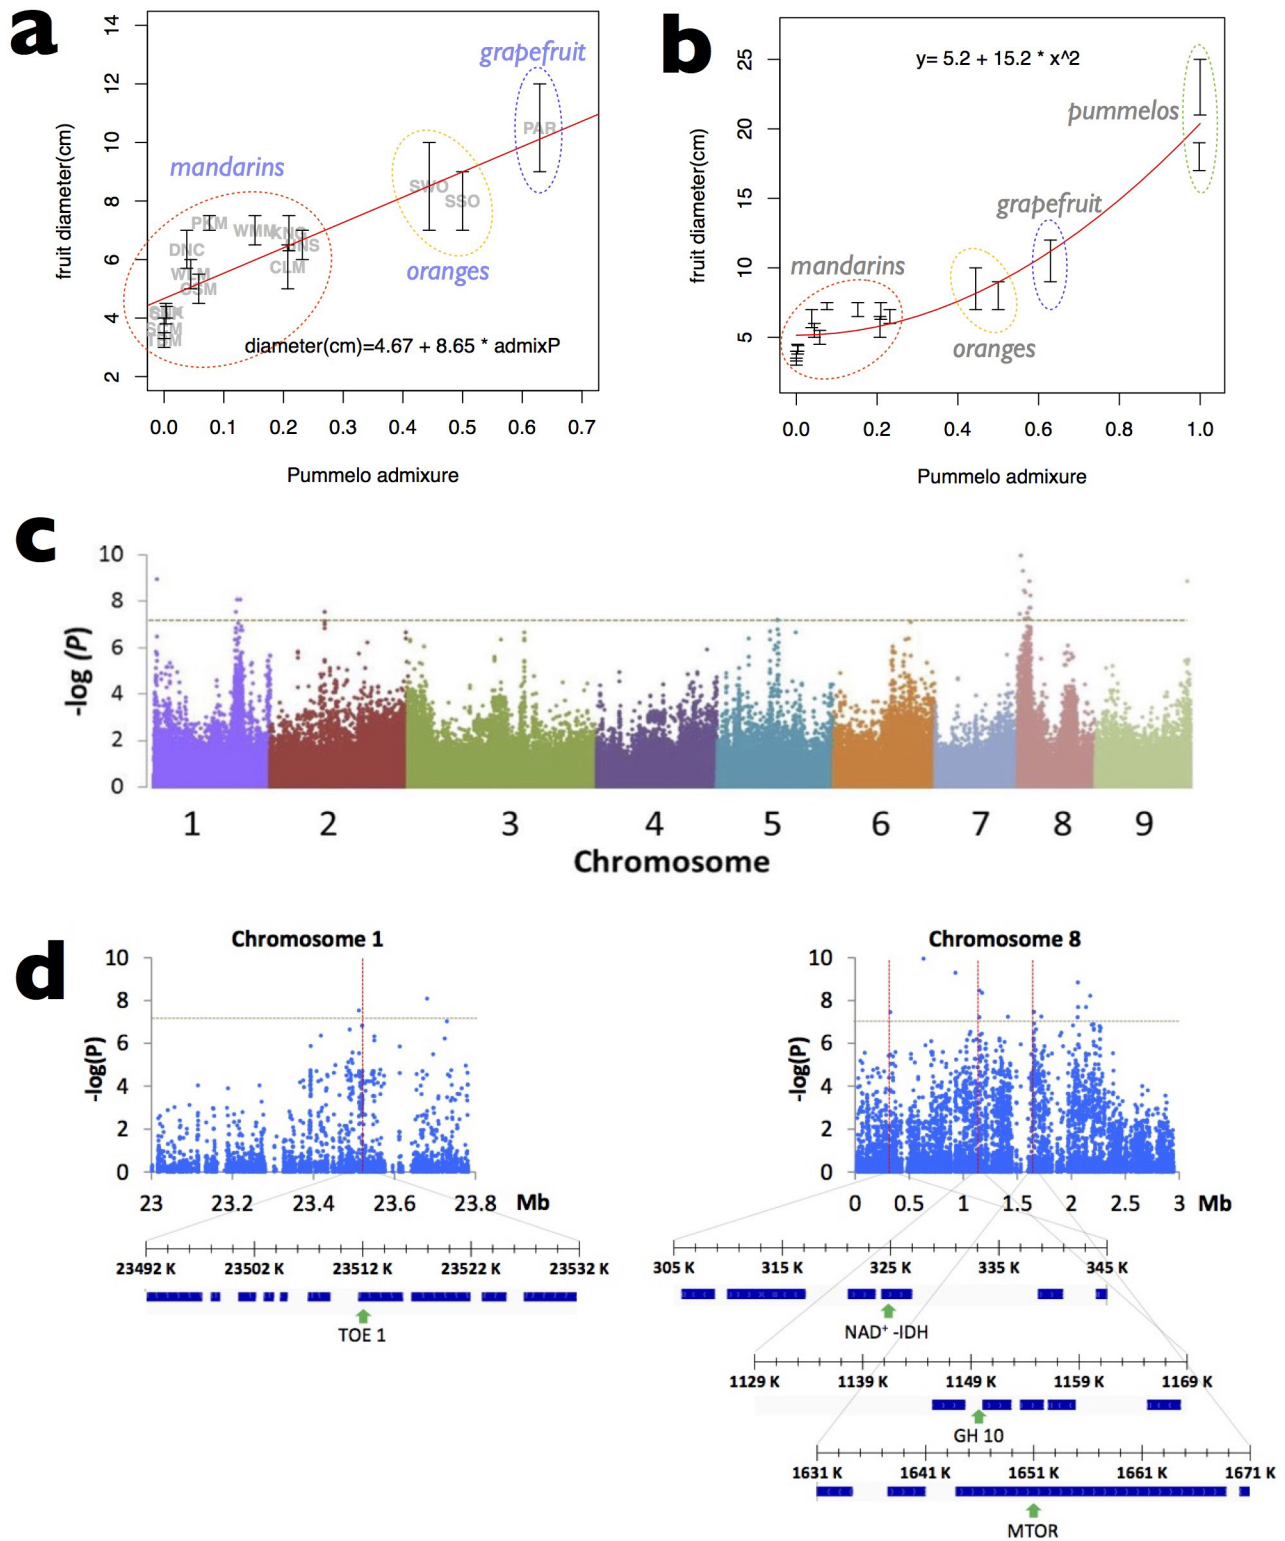 a
14
12
10
8
6
4
2
fruit diameter(cm)
grapefruit
PAR
mandarins
SWO
SSO
oranges
PKM
WMM
KNG
DNC
CLM
CSM
diameter(cm)=4.67 + 8.65 * admixP
0.0 0.1 0.2 0.3 0.4 0.5 0.6 0.7
Pummelo admixure
b
25
20
15
10
5
fruit diameter(cm)
y= 5.2 + 15.2 * x^2
pummelos
grapefruit
mandarins
oranges
0.0 0.2 0.4 0.6 0.8 1.0
Pummelo admixure
c
10
8
6
4
2
0
-log (P)
1 2 3 4 5 6 7 8 9
Chromosome
d
Chromosome 1
10
8
6
4
2
0
-log(P)
23 23.2 23.4 23.6 23.8 Mb
23492 K 23502 K 23512 K 23522 K 23532 K
TOE 1
Chromosome 8
10
8
6
4
2
0
-log(P)
0 0.5 1 1.5 2 2.5 3 Mb
305 K 315 K 325 K 335 K 345 K
NAD⁺ -IDH
1129 K 1139 K 1149 K 1159 K 1169 K
GH 10
1631 K 1641 K 1651 K 1661 K 1671 K
MTOR